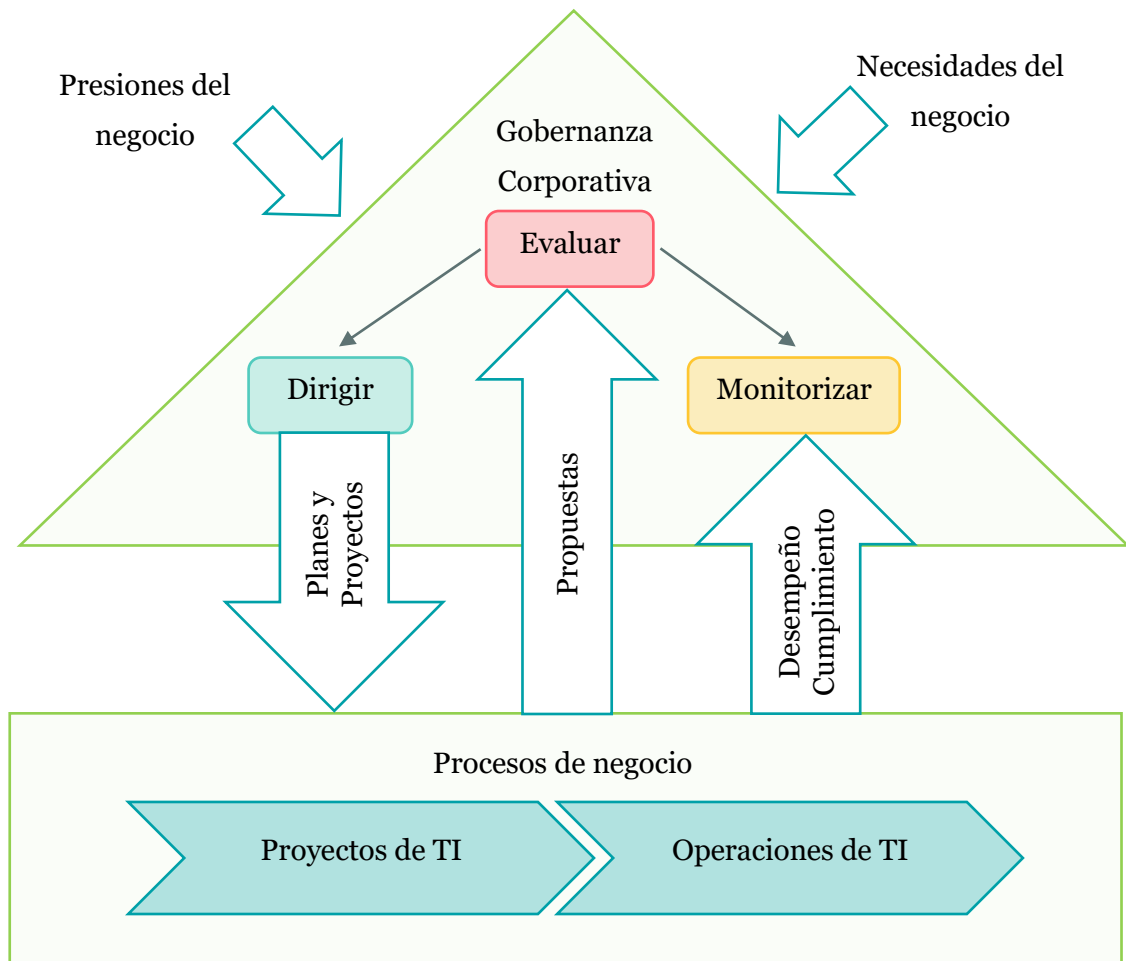 Presiones del
negocio
Necesidades del
negocio
Gobernanza
Corporativa
Evaluar
Dirigir
Monitorizar
Planes y
Proyectos
Propuestas
Desempeño
Cumplimiento
Procesos de negocio
Proyectos de TI
Operaciones de TI